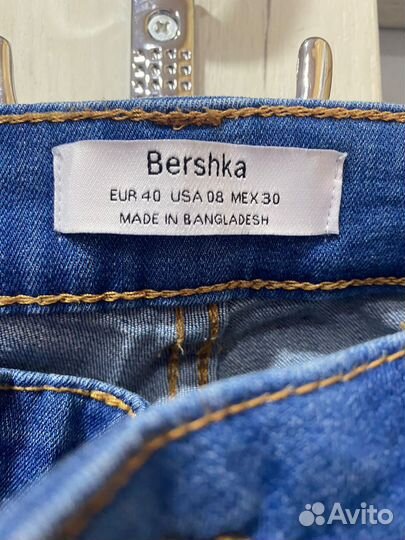 Bershka
EUR 40 USA 08 MEX 30
MADE IN BANGLADESH
Avito